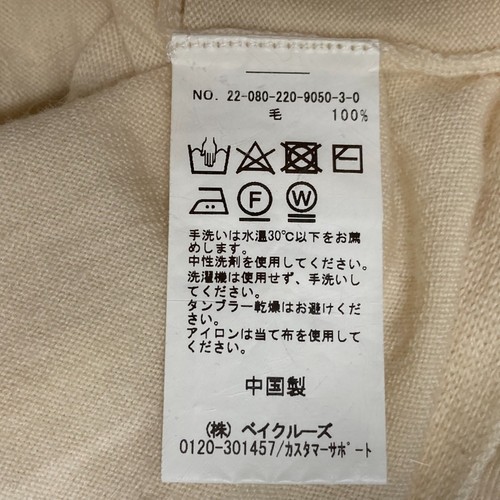 NO. 22-080-220-9050-3-0
毛 100%
F
W
手洗いは水温30℃以下をお薦
めします。
中性洗剤を使用してください。
洗濯機は使用せず、手洗いし
てください。
タンブラー乾燥はお避けくだ
さい。
アイロンは当て布を使用して
ください。
中国製
(株) ベイクルーズ
0120-301457/カスタマーサポート